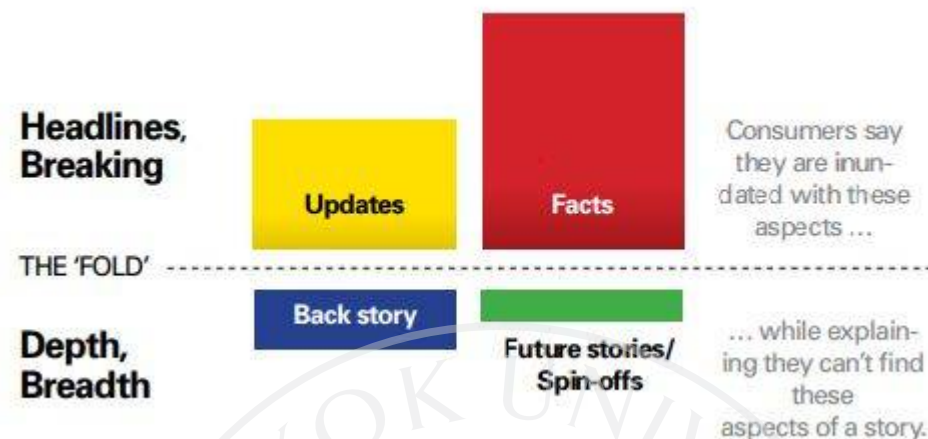 Headlines,
Breaking
Updates
Facts
Consumers say
they are inun-
dated with these
aspects ...
THE 'FOLD'
Back story
Depth,
Breadth
Future stories/
Spin-offs
... while explain-
ing they can't find
these
aspects of a story.